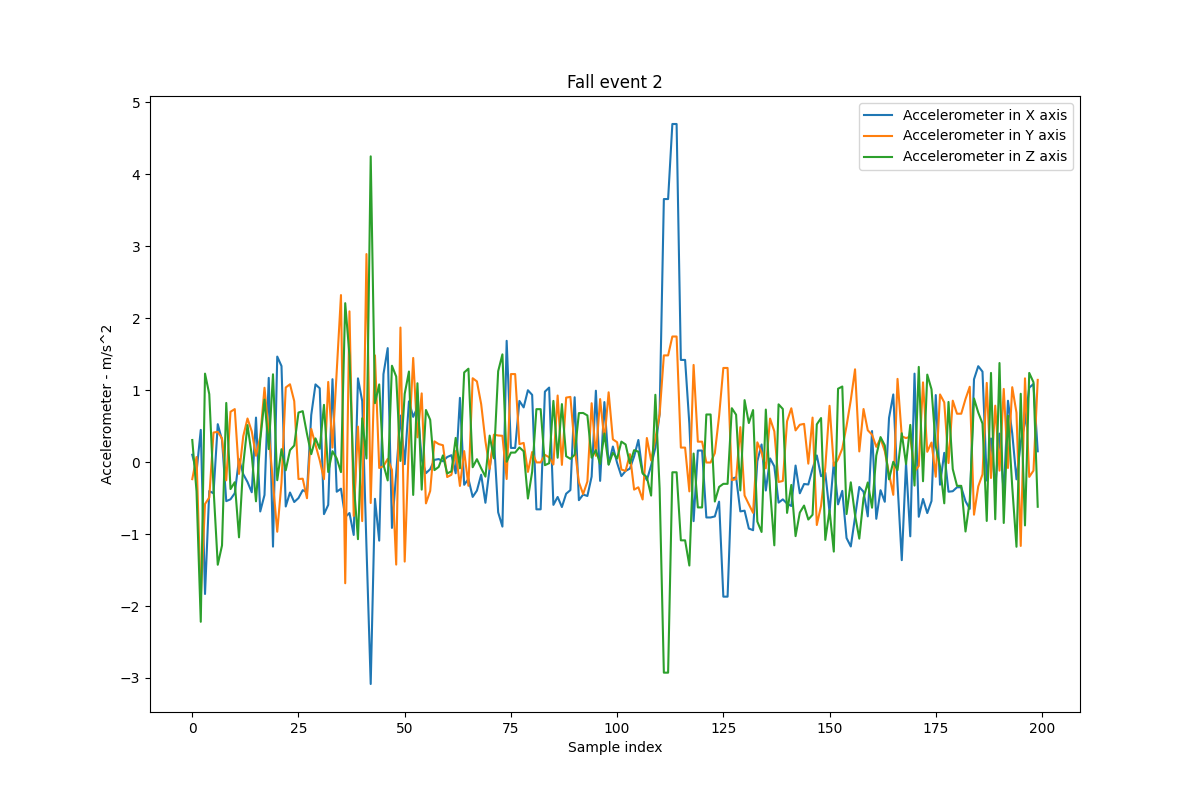 Fall event 2
Accelerometer in X axis
Accelerometer in Y axis
Accelerometer in Z axis
Accelerometer - m/s^2
5
4
3
2
1
0
−1
−2
−3
0 25 50 75 100 125 150 175 200
Sample index